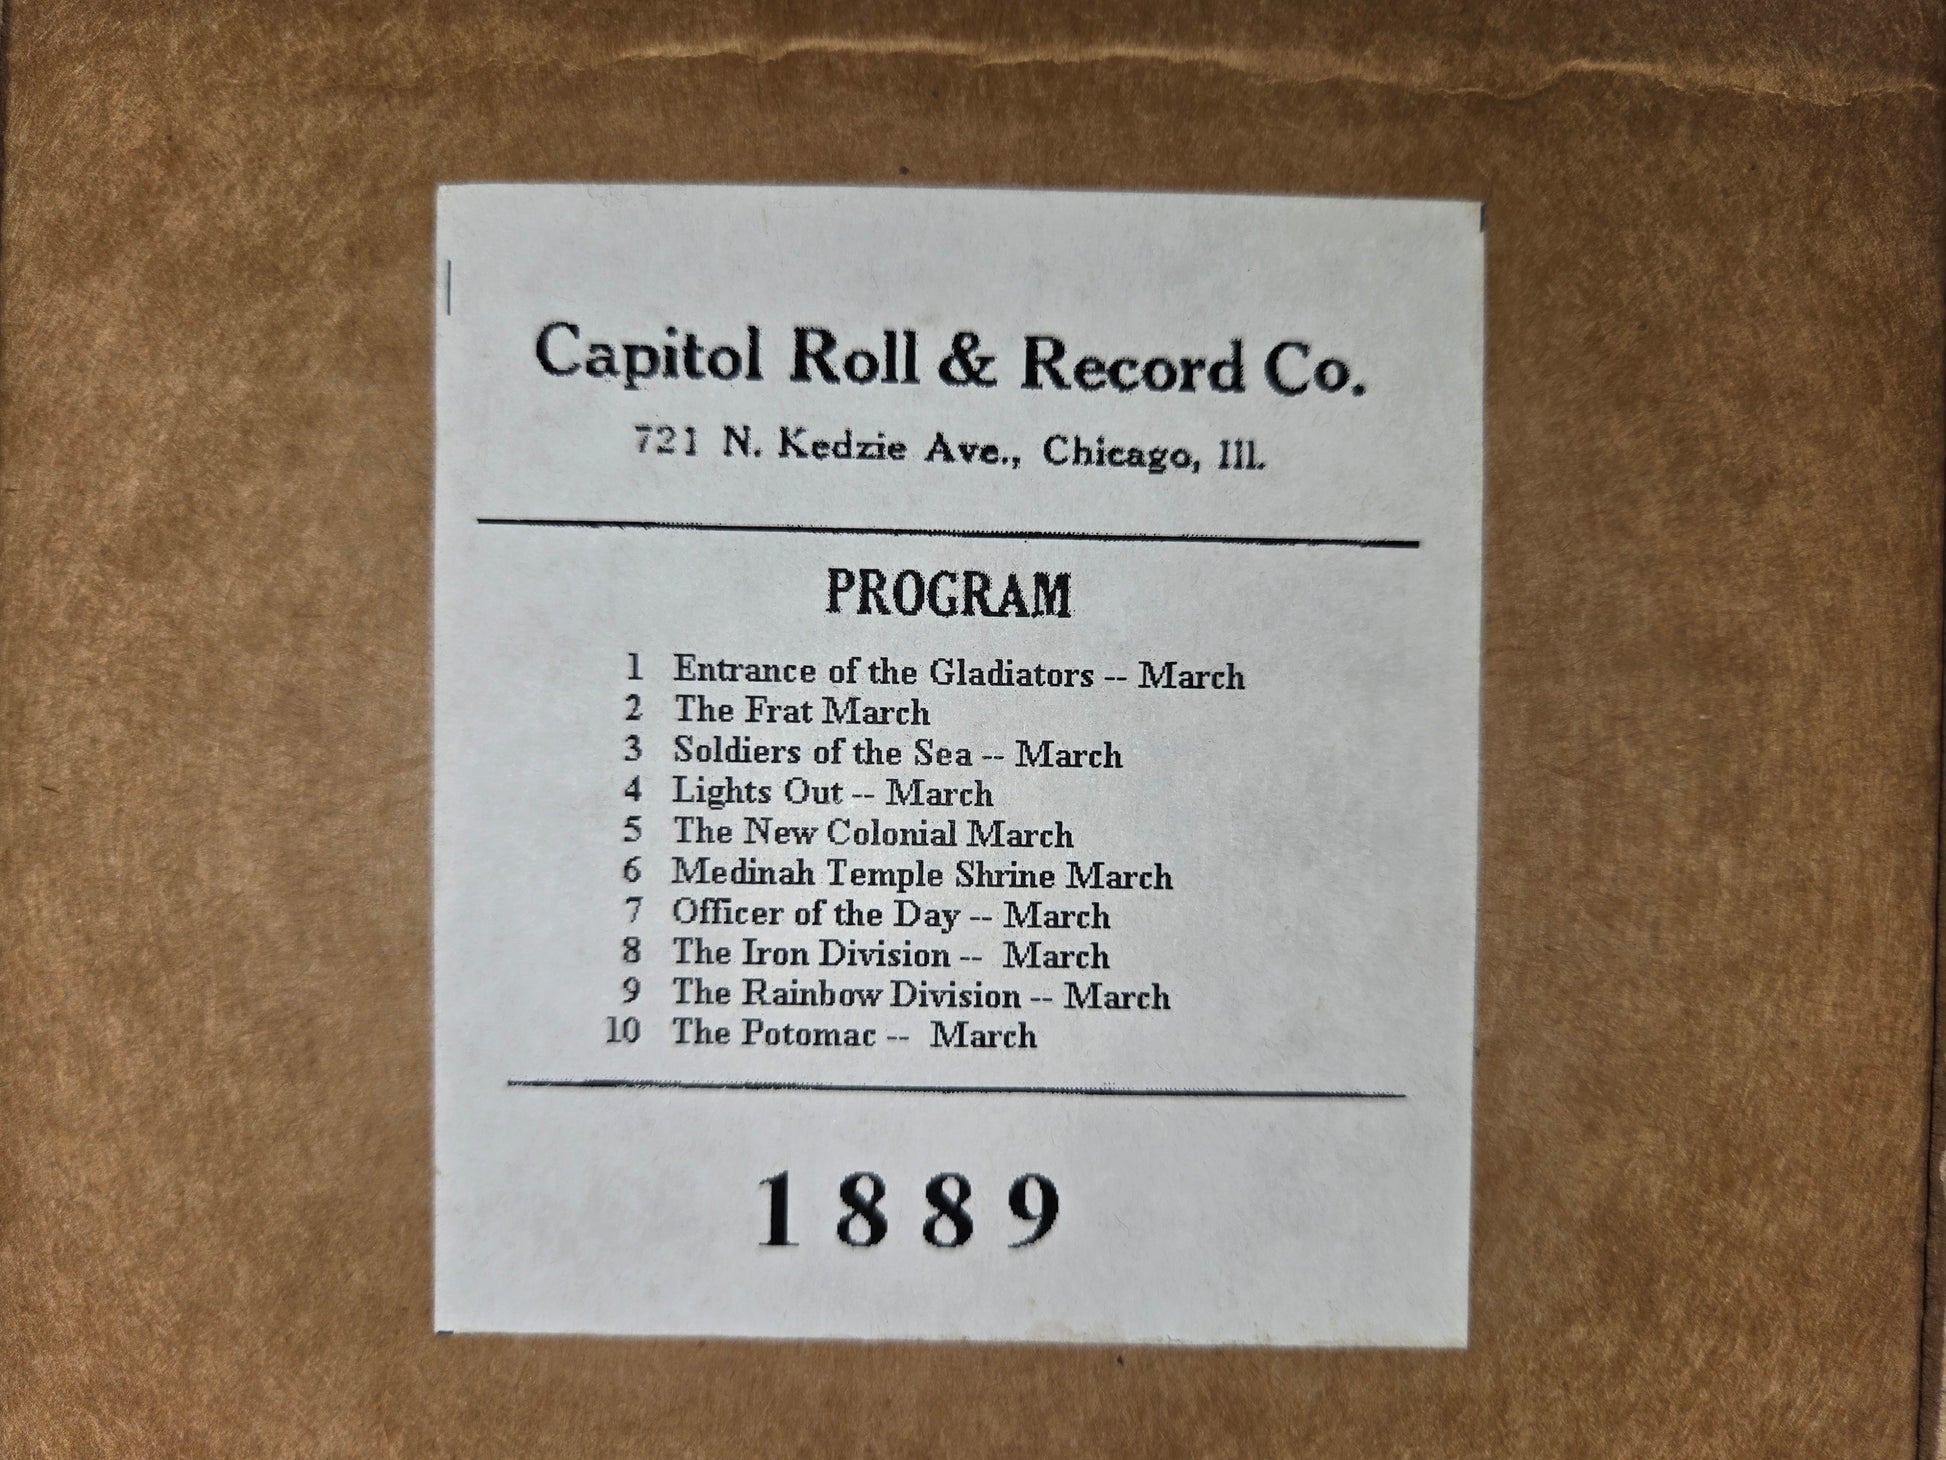 Capitol Roll & Record Co.
721 N. Kedzie Ave., Chicago, Ill.
PROGRAM
1 Entrance of the Gladiators -- March
2 The Frat March
3 Soldiers of the Sea -- March
4 Lights Out -- March
5 The New Colonial March
6 Medinah Temple Shrine March
7 Officer of the Day -- March
8 The Iron Division -- March
9 The Rainbow Division -- March
10 The Potomac -- March
1889